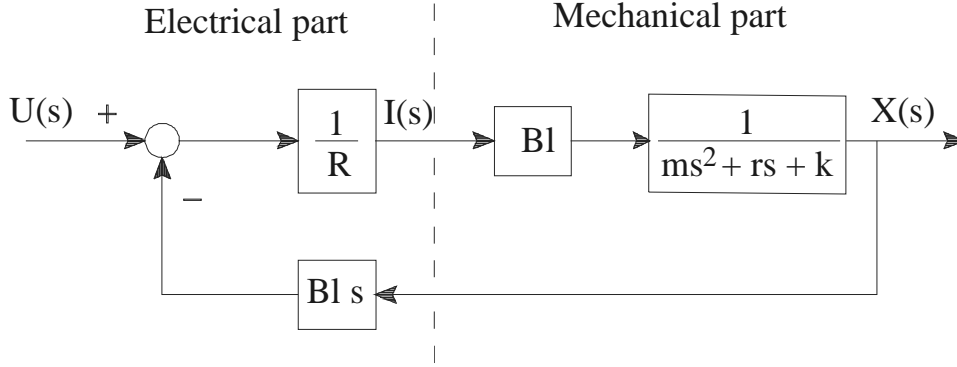 Electrical part
Mechanical part
U(s)
+
1
R
I(s)
Bl
1
ms² + rs + k
X(s)
−
Bl s